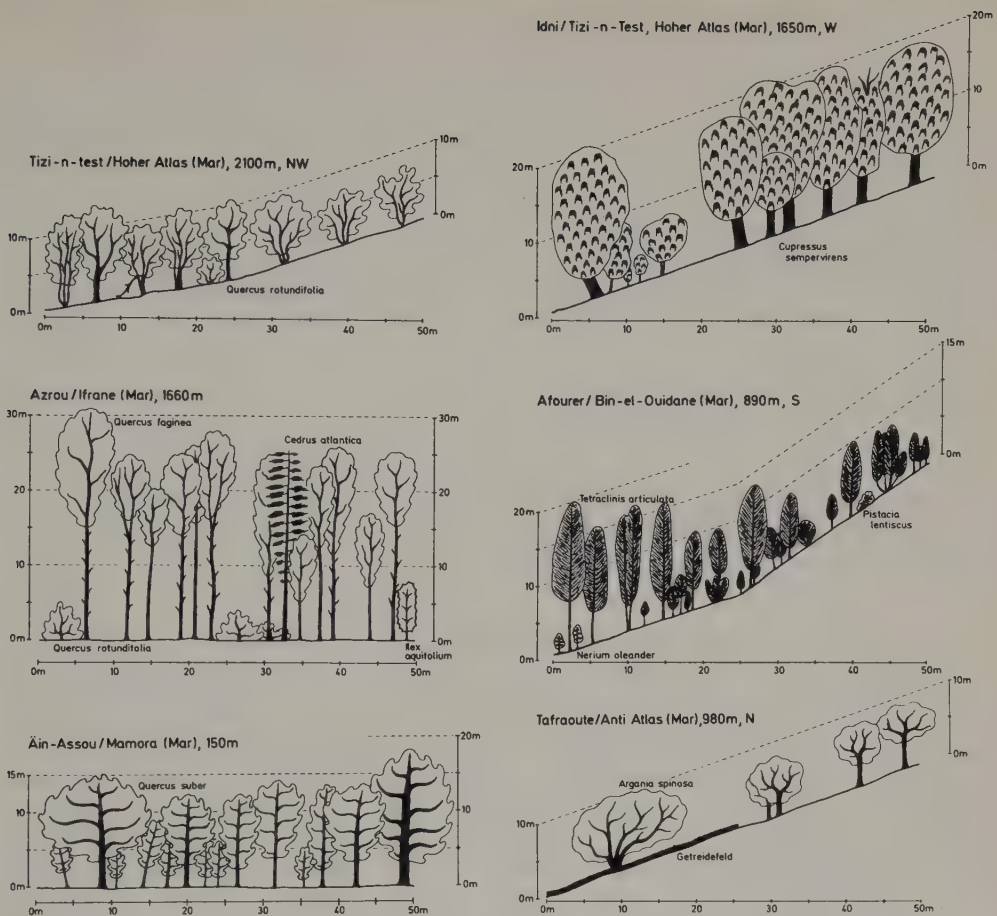 Tizi-n-test/Hoher Atlas (Mar), 2100m, NW
10m
0m
10m
0m
Quercus rotundifolia
0m 10 20 30 40 50m
Idni/Tizi-n-Test, Hoher Atlas (Mar), 1650m, W
20m
10
0m
20m
10
0m
Cupressus
sempervirens
0m 10 20 30 40 50m
Azrou/Ifrane (Mar), 1660m
30m
20
10
0m
30m
20
10
0m
Quercus faginea
Cedrus atlantica
Quercus rotundifolia
Ilex
aquifolium
0m 10 20 30 40 50m
Afourer/Bin-el-Ouidane (Mar), 890m, S
15m
0m
20m
10
0m
Tetraclinis articulata
Pistacia
lentiscus
Nerium oleander
0m 10 20 30 40 50m
Äin-Assou/Mamora (Mar), 150m
15m
10
0m
20m
10
0m
Quercus suber
0m 10 20 30 40 50m
Tafraoute/Anti Atlas (Mar),980m, N
10m
0m
10m
0m
Argania spinosa
Getreidefeld
0m 10 20 30 40 50m